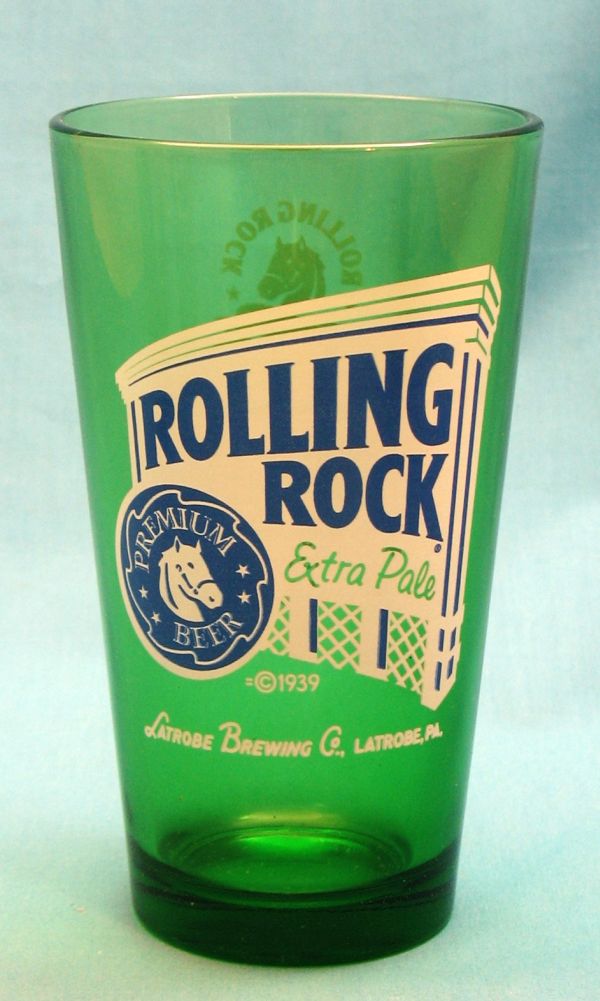 ROLLING ROCK
ROLLING
ROCK®
Extra Pale
PREMIUM
BEER
=©1939
LATROBE BREWING Co., LATROBE, PA.